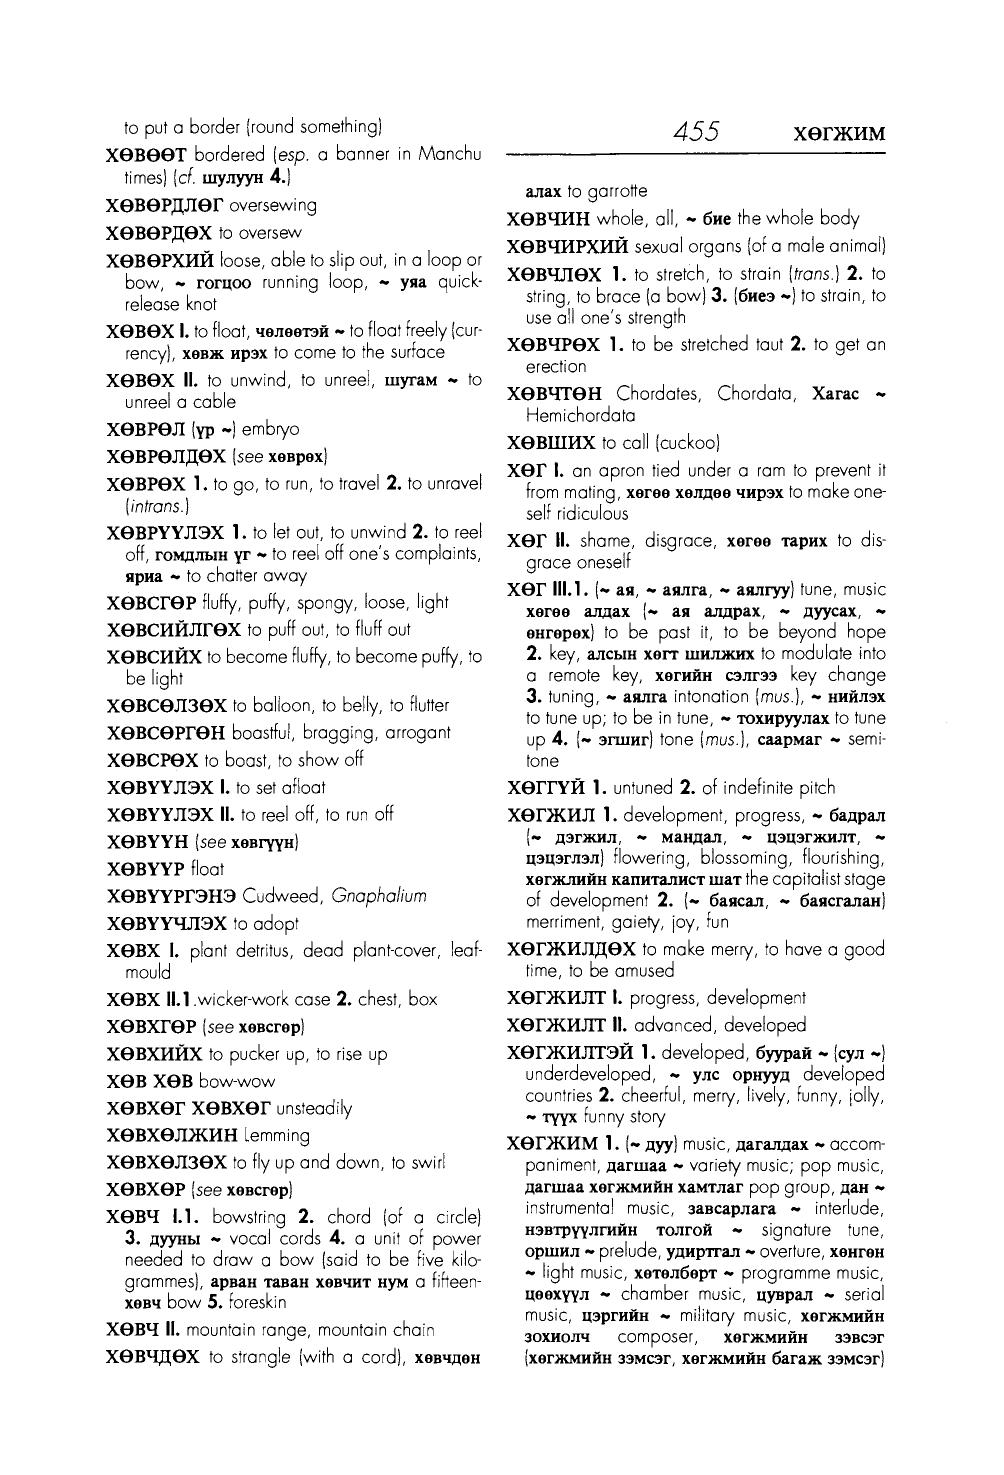 455 ХӨГЖИМ
to put a border (round something)
ХӨВӨӨТ bordered (esp. a banner in Manchu
times) (cf. шулуун 4.)
ХӨВӨРДЛӨГ oversewing
ХӨВӨРДӨХ to oversew
ХӨВӨРХИЙ loose, able to slip out, in a loop or
bow, ~ гогцоо running loop, ~ уяа quick-
release knot
ХӨВӨХ I. to float, чөлөөтэй ~ to float freely (cur-
rency), хөвж ирэх to come to the surface
ХӨВӨХ II. to unwind, to unreel, шугам ~ to
unreel a cable
ХӨВРӨЛ (үр ~) embryo
ХӨВРӨЛДӨХ (see хөврөх)
ХӨВРӨХ 1. to go, to run, to travel 2. to unravel
(intrans.)
ХӨВРҮҮЛЭХ 1. to let out, to unwind 2. to reel
off, гомдлын үг ~ to reel off one's complaints,
яриа ~ to chatter away
ХӨВСГӨР fluffy, puffy, spongy, loose, light
ХӨВСИЙЛГӨХ to puff out, to fluff out
ХӨВСИЙХ to become fluffy, to become puffy, to
be light
ХӨВСӨЛЗӨХ to balloon, to belly, to flutter
ХӨВСӨРГӨН boastful, bragging, arrogant
ХӨВСРӨХ to boast, to show off
ХӨВҮҮЛЭХ I. to set afloat
ХӨВҮҮЛЭХ II. to reel off, to run off
ХӨВҮҮН (see хөвгүүн)
ХӨВҮҮР float
ХӨВҮҮРГЭНЭ Cudweed, Gnaphalium
ХӨВҮҮЧЛЭХ to adopt
ХӨВХ I. plant detritus, dead plant-cover, leaf-
mould
ХӨВХ II.1.wicker-work case 2. chest, box
ХӨВХГӨР (see хөвсгөр)
ХӨВХИЙХ to pucker up, to rise up
ХӨВ ХӨВ bow-wow
ХӨВХӨГ ХӨВХӨГ unsteadily
ХӨВХӨЛЖИН Lemming
ХӨВХӨЛЗӨХ to fly up and down, to swirl
ХӨВХӨР (see хөвсгөр)
ХӨВЧ I.1. bowstring 2. chord (of a circle)
3. дууны ~ vocal cords 4. a unit of power
needed to draw a bow (said to be five kilo-
grammes), арван таван хөвчит нум a fifteen-
хөвч bow 5. foreskin
ХӨВЧ II. mountain range, mountain chain
ХӨВЧДӨХ to strangle (with a cord), хөвчдөн
алах to garrotte
ХӨВЧИН whole, all, ~ бие the whole body
ХӨВЧИРХИЙ sexual organs (of a male animal)
ХӨВЧЛӨХ 1. to stretch, to strain (trans.) 2. to
string, to brace (a bow) 3. (биеэ ~) to strain, to
use all one's strength
ХӨВЧРӨХ 1. to be stretched taut 2. to get an
erection
ХӨВЧТӨН Chordates, Chordata, Хагас ~
Hemichordata
ХӨВШИХ to call (cuckoo)
ХӨГ I. an apron tied under a ram to prevent it
from mating, хөгөө хөлдөө чирэх to make one-
self ridiculous
ХӨГ II. shame, disgrace, хөгөө тарих to dis-
grace oneself
ХӨГ III.1. (~ ая, ~ аялга, ~ аялгуу) tune, music
хөгөө алдах (~ ая алдрах, ~ дуусах, ~
өнгөрөх) to be past it, to be beyond hope
2. key, алсын хөгт шилжих to modulate into
a remote key, хөгийн сэлгээ key change
3. tuning, ~ аялга intonation (mus.), ~ нийлэх
to tune up; to be in tune, ~ тохируулах to tune
up 4. (~ эгшиг) tone (mus.), саармаг ~ semi-
tone
ХӨГГҮЙ 1. untuned 2. of indefinite pitch
ХӨГЖИЛ 1. development, progress, ~ бадрал
(~ дэгжил, ~ мандал, ~ цэцэгжилт, ~
цэцэглэл) flowering, blossoming, flourishing,
хөгжлийн капиталист шат the capitalist stage
of development 2. (~ баясал, ~ баясгалан)
merriment, gaiety, joy, fun
ХӨГЖИЛДӨХ to make merry, to have a good
time, to be amused
ХӨГЖИЛТ I. progress, development
ХӨГЖИЛТ II. advanced, developed
ХӨГЖИЛТЭЙ 1. developed, буурай ~ (сул ~)
underdeveloped, ~ улс орнууд developed
countries 2. cheerful, merry, lively, funny, jolly,
~ түүх funny story
ХӨГЖИМ 1. (~ дуу) music, дагалдах ~ accom-
paniment, дагшаа ~ variety music; pop music,
дагшаа хөгжмийн хамтлаг pop group, дан ~
instrumental music, завсарлага ~ interlude,
нэвтрүүлгийн толгой ~ signature tune,
оршил ~ prelude, удиртгал ~ overture, хөнгөн
~ light music, хөтөлбөрт ~ programme music,
цөөхүүл ~ chamber music, цуврал ~ serial
music, цэргийн ~ military music, хөгжмийн
зохиолч composer, хөгжмийн зэвсэг
(хөгжмийн зэмсэг, хөгжмийн багаж зэмсэг)